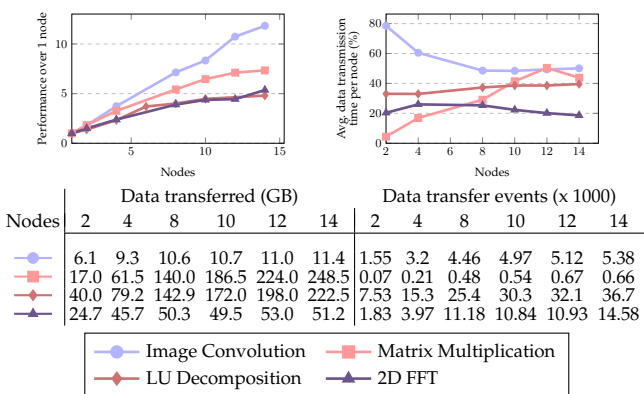 Performance over 1 node
10
5
0
5
10
15
Nodes
Avg. data transmission
time per node (%)
80
60
40
20
0
2
4
6
8
10
12
14
Nodes
Data transferred (GB) Data transfer events (x 1000)
Nodes 2 4 8 10 12 14 2 4 8 10 12 14
6.1 9.3 10.6 10.7 11.0 11.4 1.55 3.2 4.46 4.97 5.12 5.38
17.0 61.5 140.0 186.5 224.0 248.5 0.07 0.21 0.48 0.54 0.67 0.66
40.0 79.2 142.9 172.0 198.0 222.5 7.53 15.3 25.4 30.3 32.1 36.7
24.7 45.7 50.3 49.5 53.0 51.2 1.83 3.97 11.18 10.84 10.93 14.58
Image Convolution Matrix Multiplication
LU Decomposition 2D FFT